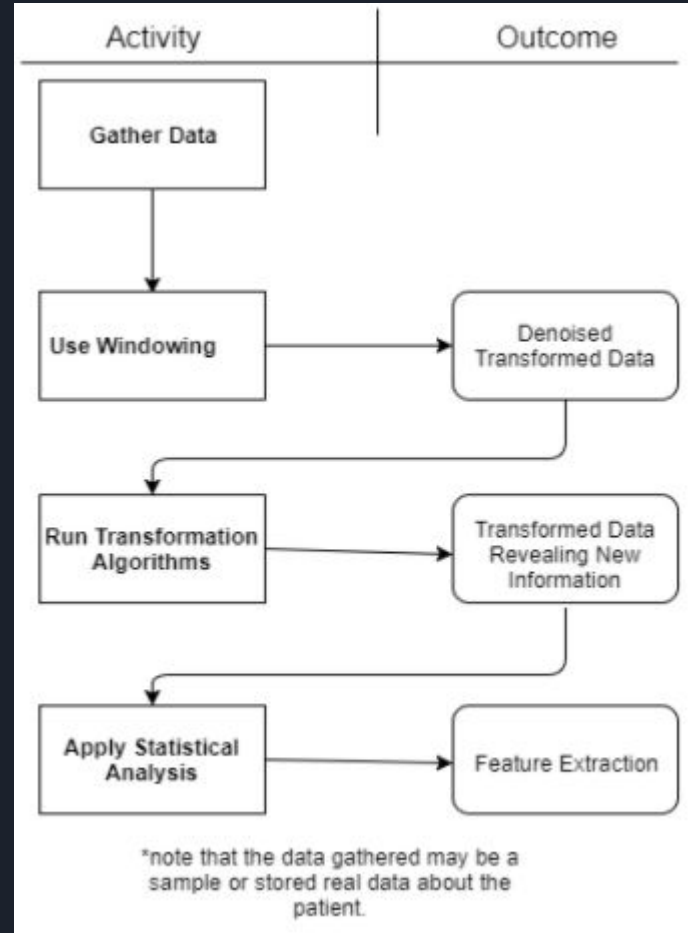 Activity
Outcome
Gather Data
Use Windowing
Denoised
Transformed Data
Run Transformation
Algorithms
Transformed Data
Revealing New
Information
Apply Statistical
Analysis
Feature Extraction
*note that the data gathered may be a
sample or stored real data about the
patient.